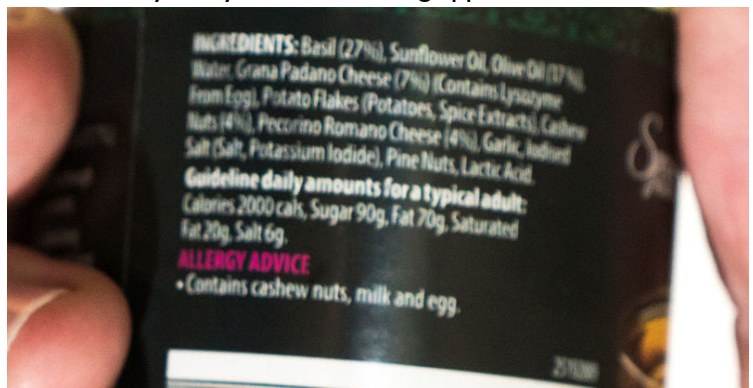 INGREDIENTS: Basil (27%), Sunflower Oil, Olive Oil (17%),
Water, Grana Padano Cheese (7%) (Contains Lysozyme
From Egg), Potato Flakes (Potatoes, Spice Extracts), Cashew
Nuts (4%), Pecorino Romano Cheese (4%), Garlic, Iodised
Salt (Salt, Potassium Iodide), Pine Nuts, Lactic Acid.
Guideline daily amounts for a typical adult:
Calories 2000 cals, Sugar 90g, Fat 70g, Saturated
Fat 20g, Salt 6g.
ALLERGY ADVICE
• Contains cashew nuts, milk and egg.